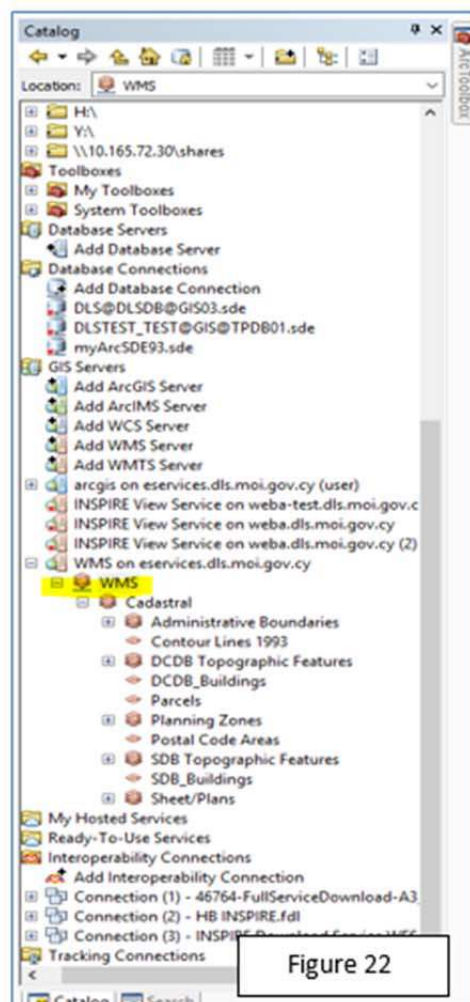 Catalog
Location: WMS
ArcToolbox
H:\
Y:\
\\10.165.72.30\shares
Toolboxes
My Toolboxes
System Toolboxes
Database Servers
Add Database Server
Database Connections
Add Database Connection
DLS@DLSDB@GIS03.sde
DLSTEST_TEST@GIS@TPDB01.sde
myArcSDE93.sde
GIS Servers
Add ArcGIS Server
Add ArcIMS Server
Add WCS Server
Add WMS Server
Add WMTS Server
arcgis on eservices.dls.moi.gov.cy (user)
INSPIRE View Service on weba-test.dls.moi.gov.c
INSPIRE View Service on weba.dls.moi.gov.cy
INSPIRE View Service on weba.dls.moi.gov.cy (2)
WMS on eservices.dls.moi.gov.cy
WMS
Cadastral
Administrative Boundaries
Contour Lines 1993
DCDB Topographic Features
DCDB_Buildings
Parcels
Planning Zones
Postal Code Areas
SDB Topographic Features
SDB_Buildings
Sheet/Plans
My Hosted Services
Ready-To-Use Services
Interoperability Connections
Add Interoperability Connection
Connection (1) - 46764-FullServiceDownload-A3_
Connection (2) - HB INSPIRE.fdl
Connection (3) - INSPIRE Download Service WFS
Tracking Connections
Figure 22
Catalog Search